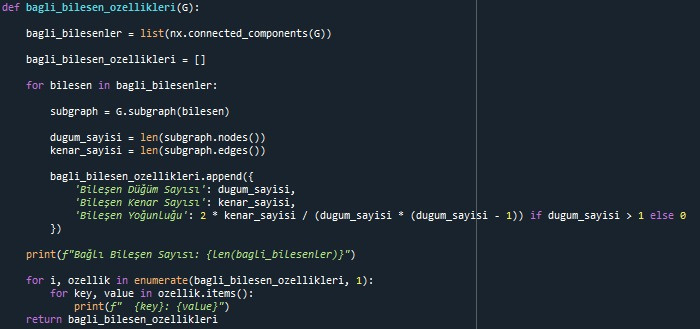 def bagli_bilesen_ozellikleri(G):
bagli_bilesenler = list(nx.connected_components(G))
bagli_bilesen_ozellikleri = []
for bilesen in bagli_bilesenler:
subgraph = G.subgraph(bilesen)
dugum_sayisi = len(subgraph.nodes())
kenar_sayisi = len(subgraph.edges())
bagli_bilesen_ozellikleri.append({
'Bileşen Düğüm Sayısı': dugum_sayisi,
'Bileşen Kenar Sayısı': kenar_sayisi,
'Bileşen Yoğunluğu': 2 * kenar_sayisi / (dugum_sayisi * (dugum_sayisi - 1)) if dugum_sayisi > 1 else 0
})
print(f"Bağlı Bileşen Sayısı: {len(bagli_bilesenler)}")
for i, ozellik in enumerate(bagli_bilesen_ozellikleri, 1):
for key, value in ozellik.items():
print(f"  {key}: {value}")
return bagli_bilesen_ozellikleri